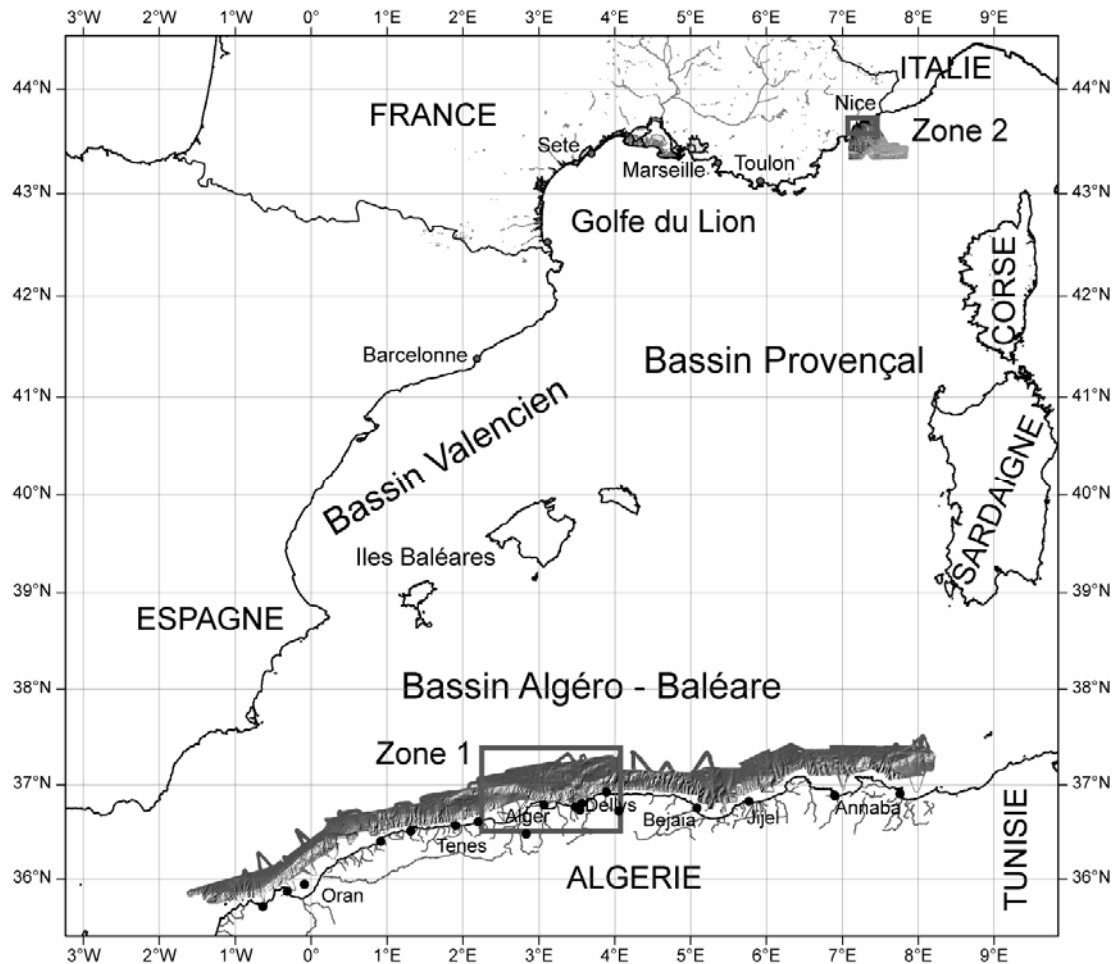 3°W 2°W 1°W 0° 1°E 2°E 3°E 4°E 5°E 6°E 7°E 8°E 9°E
ITALIE
44°N 44°N
Nice
FRANCE
Zone 2
Sete
Marseille
Toulon
43°N 43°N
Golfe du Lion
CORSE
42°N 42°N
Barcelonne
Bassin Provençal
41°N 41°N
Bassin Valencien
SARDAIGNE
40°N 40°N
Iles Baléares
39°N 39°N
ESPAGNE
38°N 38°N
Bassin Algéro - Baléare
Zone 1
37°N 37°N
Dellys
Alger
Bejaia
Jijel
Annaba
Tenes
TUNISIE
36°N 36°N
ALGERIE
Oran
3°W 2°W 1°W 0° 1°E 2°E 3°E 4°E 5°E 6°E 7°E 8°E 9°E